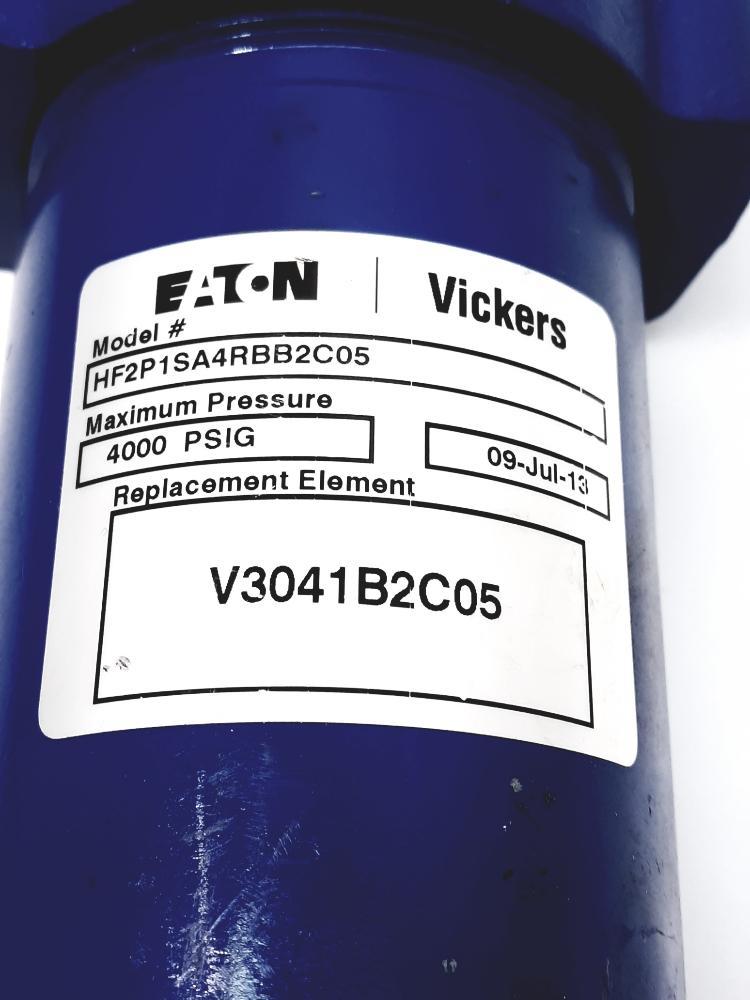 EATON | Vickers
Model #
HF2P1SA4RBB2C05
Maximum Pressure
4000 PSIG
09-Jul-13
Replacement Element
V3041B2C05